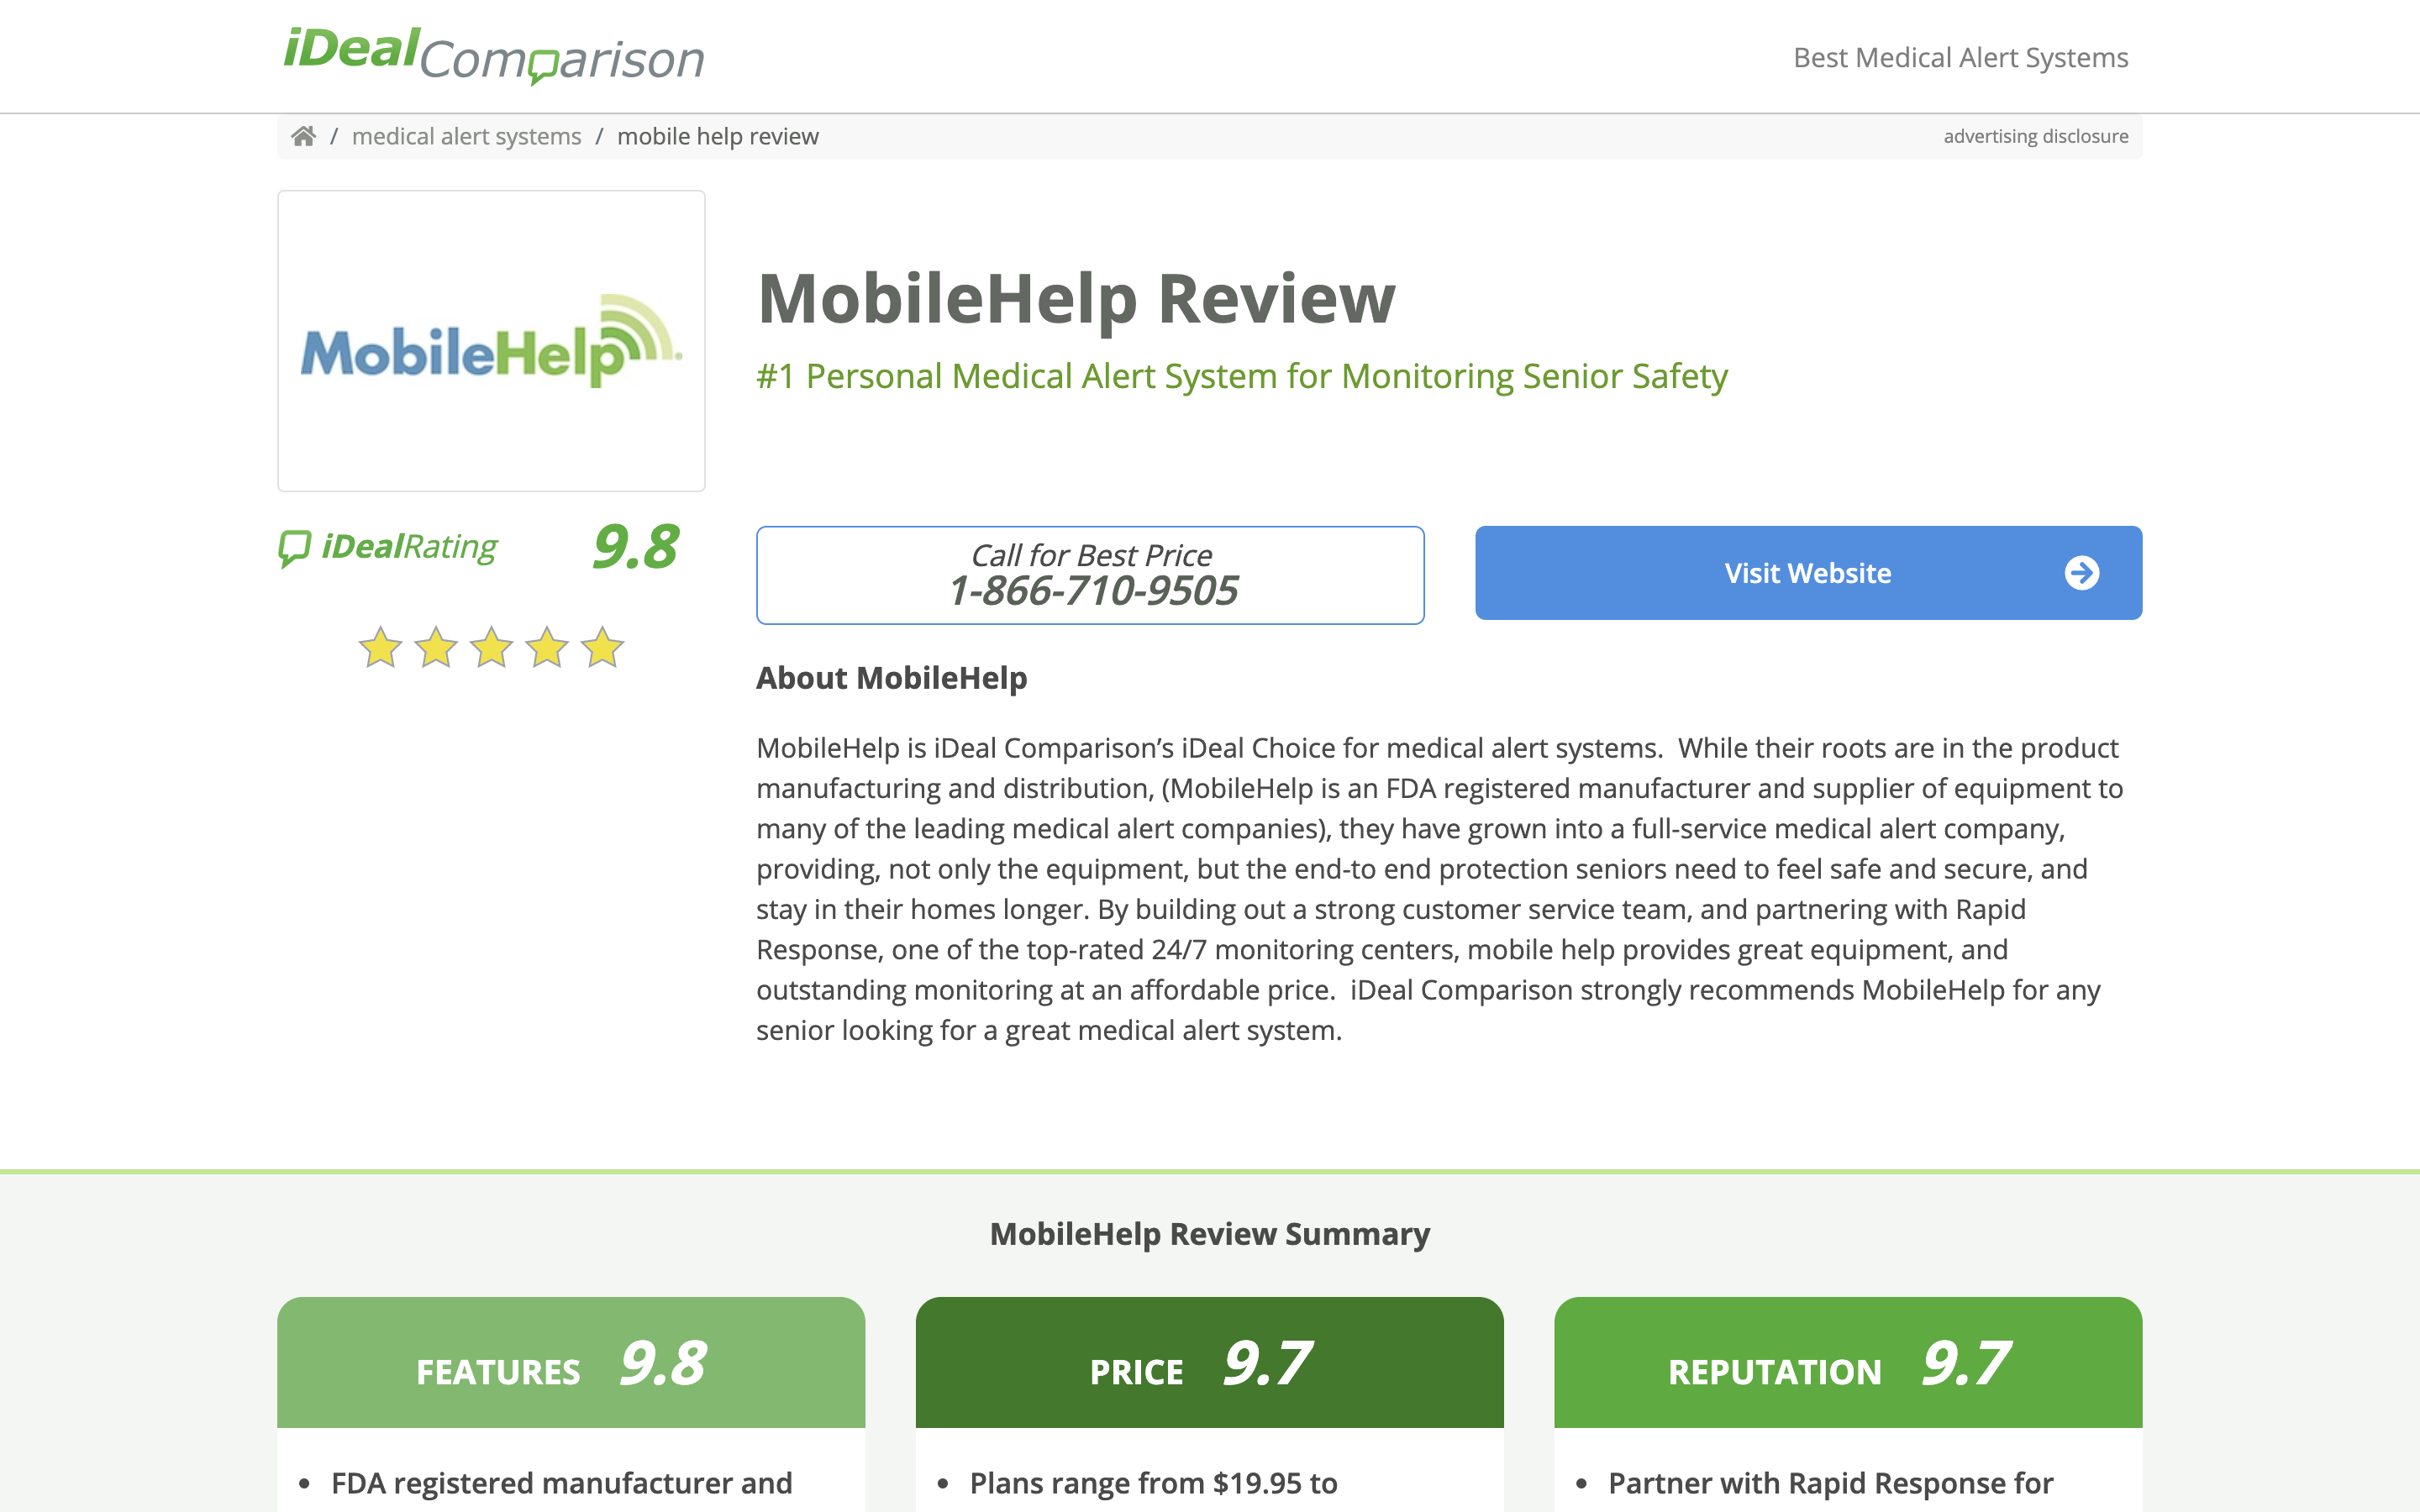 iDealComparison
Best Medical Alert Systems
/ medical alert systems / mobile help review
advertising disclosure
MobileHelp
MobileHelp Review
#1 Personal Medical Alert System for Monitoring Senior Safety
iDealRating 9.8
Call for Best Price
1-866-710-9505
Visit Website
About MobileHelp
MobileHelp is iDeal Comparison’s iDeal Choice for medical alert systems.  While their roots are in the product
manufacturing and distribution, (MobileHelp is an FDA registered manufacturer and supplier of equipment to
many of the leading medical alert companies), they have grown into a full-service medical alert company,
providing, not only the equipment, but the end-to end protection seniors need to feel safe and secure, and
stay in their homes longer. By building out a strong customer service team, and partnering with Rapid
Response, one of the top-rated 24/7 monitoring centers, mobile help provides great equipment, and
outstanding monitoring at an affordable price.  iDeal Comparison strongly recommends MobileHelp for any
senior looking for a great medical alert system.
MobileHelp Review Summary
FEATURES 9.8
• FDA registered manufacturer and
PRICE 9.7
• Plans range from $19.95 to
REPUTATION 9.7
• Partner with Rapid Response for